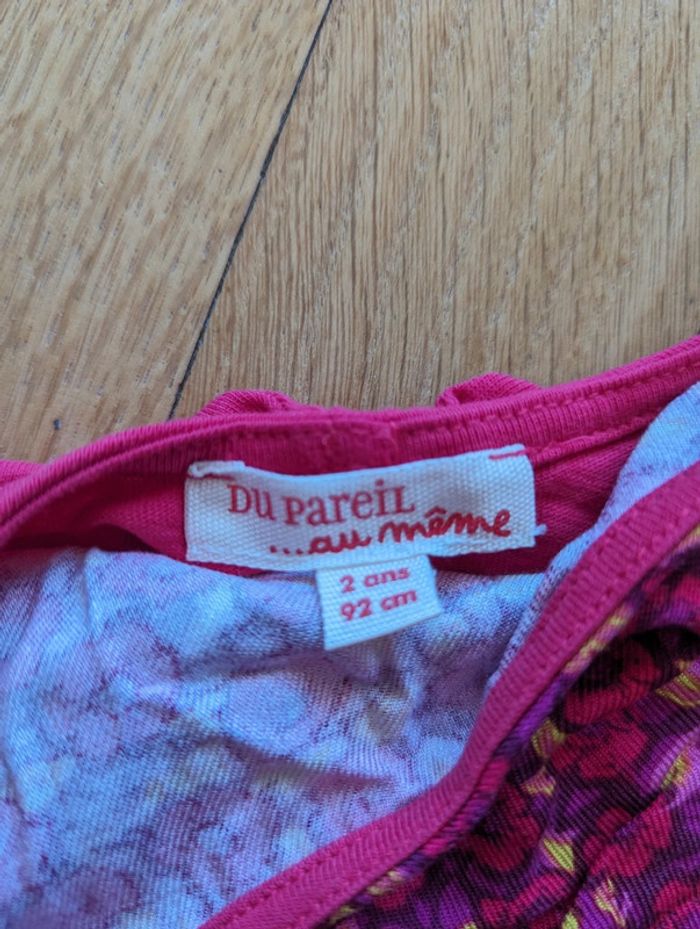 Du pareil
...au même
2 ans
92 cm